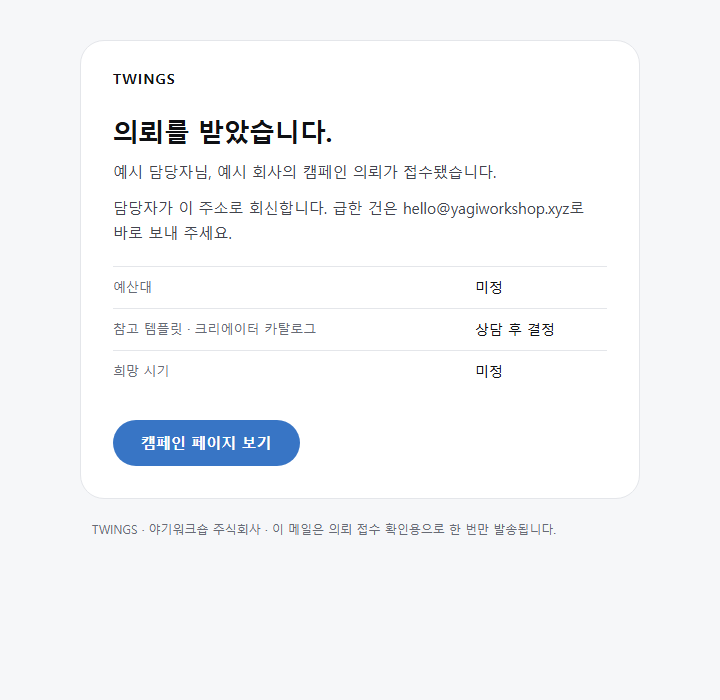 TWINGS
의뢰를 받았습니다.
예시 담당자님, 예시 회사의 캠페인 의뢰가 접수됐습니다.
담당자가 이 주소로 회신합니다. 급한 건은 hello@yagiworkshop.xyz로
바로 보내 주세요.
예산대 미정
참고 템플릿 · 크리에이터 카탈로그 상담 후 결정
희망 시기 미정
캠페인 페이지 보기
TWINGS · 야기워크숍 주식회사 · 이 메일은 의뢰 접수 확인용으로 한 번만 발송됩니다.